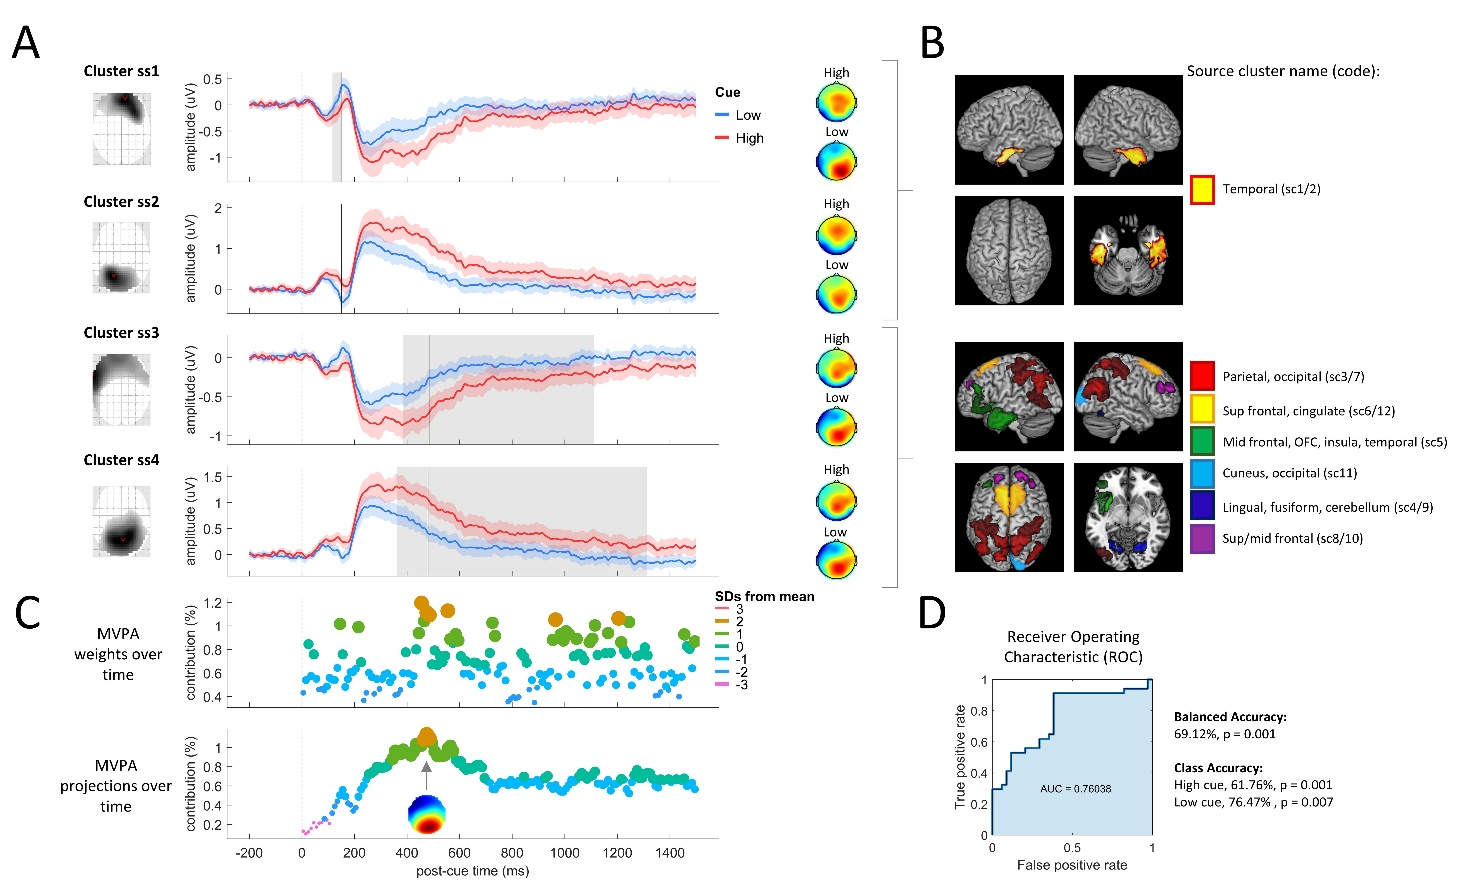 A
B
Cluster ss1
0.5
0
-0.5
-1
amplitude (uV)
Cue
Low
High
High
Low
Source cluster name (code):
Temporal (sc1/2)
Cluster ss2
2
1
0
amplitude (uV)
High
Low
Cluster ss3
0
-0.5
-1
amplitude (uV)
High
Low
Parietal, occipital (sc3/7)
Sup frontal, cingulate (sc6/12)
Mid frontal, OFC, insula, temporal (sc5)
Cuneus, occipital (sc11)
Lingual, fusiform, cerebellum (sc4/9)
Sup/mid frontal (sc8/10)
Cluster ss4
1.5
1
0.5
0
amplitude (uV)
High
Low
C
MVPA
weights over
time
1.2
1
0.8
0.6
0.4
contribution (%)
SDs from mean
3
2
1
0
-1
-2
-3
MVPA
projections over
time
1
0.8
0.6
0.4
0.2
contribution (%)
-200 0 200 400 600 800 1000 1200 1400
post-cue time (ms)
D
Receiver Operating
Characteristic (ROC)
1
0.8
0.6
0.4
0.2
0
True positive rate
AUC = 0.76038
0 0.5 1
False positive rate
Balanced Accuracy:
69.12%, p = 0.001
Class Accuracy:
High cue, 61.76%, p = 0.001
Low cue, 76.47% , p = 0.007